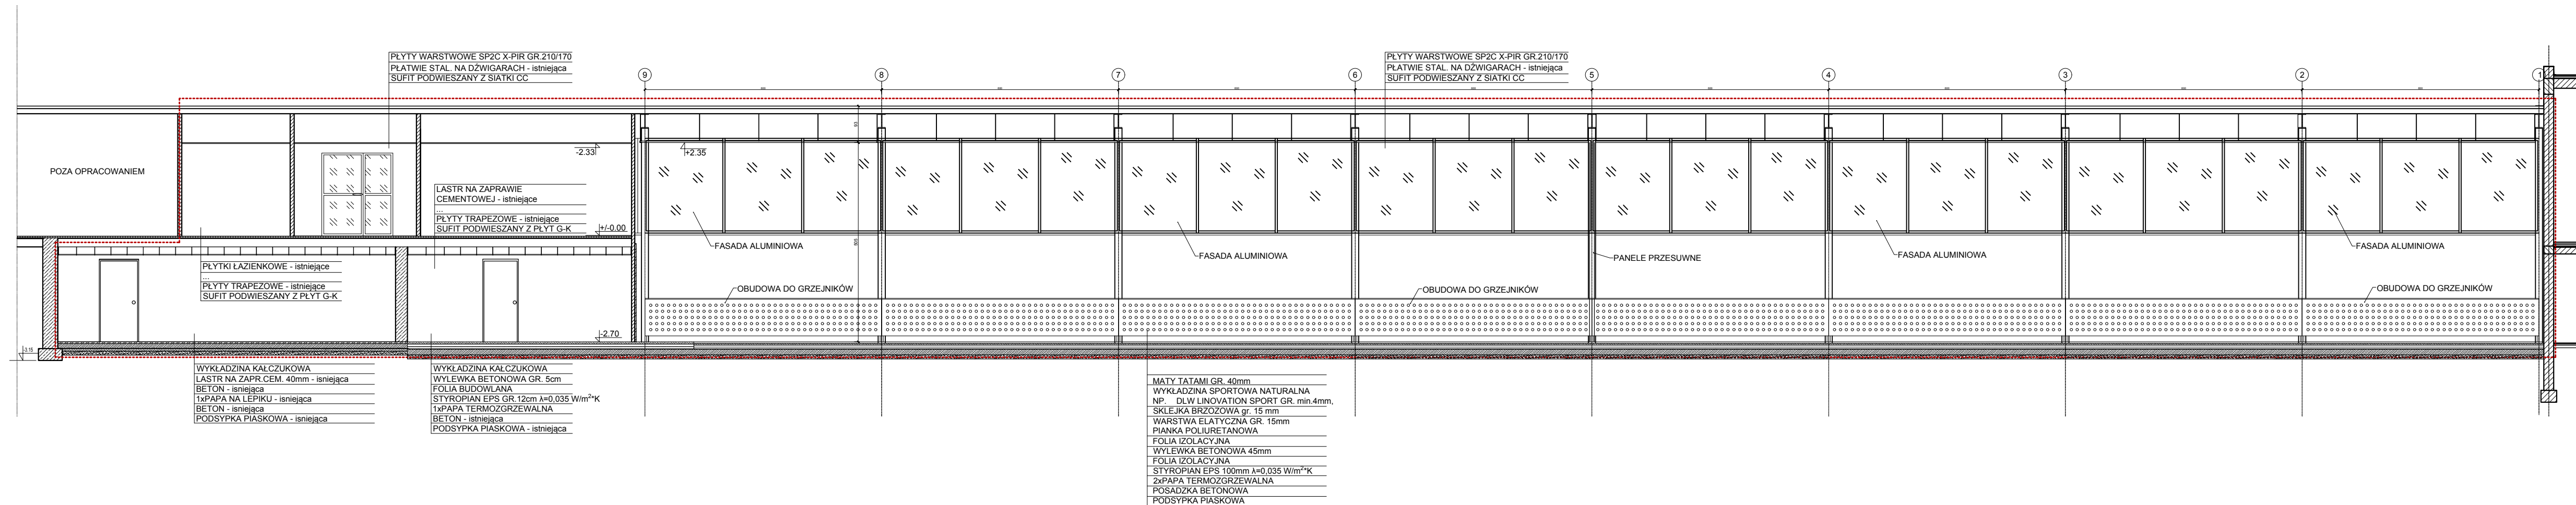 PŁYTY WARSTWOWE SP2C X-PIR GR.210/170
PŁATWIE STAL. NA DŹWIGARACH - istniejąca
SUFIT PODWIESZANY Z SIATKI CC
PŁYTY WARSTWOWE SP2C X-PIR GR.210/170
PŁATWIE STAL. NA DŹWIGARACH - istniejąca
SUFIT PODWIESZANY Z SIATKI CC
9
8
7
6
5
4
3
2
1
POZA OPRACOWANIEM
-2.33
+2.35
LASTR NA ZAPRAWIE
CEMENTOWEJ - istniejące
...
PŁYTY TRAPEZOWE - istniejące
SUFIT PODWIESZANY Z PŁYT G-K
+/-0.00
PŁYTKI ŁAZIENKOWE - istniejące
...
PŁYTY TRAPEZOWE - istniejące
SUFIT PODWIESZANY Z PŁYT G-K
FASADA ALUMINIOWA
FASADA ALUMINIOWA
PANELE PRZESUWNE
FASADA ALUMINIOWA
FASADA ALUMINIOWA
OBUDOWA DO GRZEJNIKÓW
OBUDOWA DO GRZEJNIKÓW
OBUDOWA DO GRZEJNIKÓW
-2.70
-3.15
WYKŁADZINA KAŁCZUKOWA
LASTR NA ZAPR.CEM. 40mm - isniejąca
BETON - isniejąca
1xPAPA NA LEPIKU - isniejąca
BETON - isniejąca
PODSYPKA PIASKOWA - isniejąca
WYKŁADZINA KAŁCZUKOWA
WYLEWKA BETONOWA GR. 5cm
FOLIA BUDOWLANA
STYROPIAN EPS GR.12cm λ=0,035 W/m²*K
1xPAPA TERMOZGRZEWALNA
BETON - istniejąca
PODSYPKA PIASKOWA - istniejąca
MATY TATAMI GR. 40mm
WYKŁADZINA SPORTOWA NATURALNA
NP. DLW LINOVATION SPORT GR. min.4mm,
SKLEJKA BRZOZOWA gr. 15 mm
WARSTWA ELATYCZNA GR. 15mm
PIANKA POLIURETANOWA
FOLIA IZOLACYJNA
WYLEWKA BETONOWA 45mm
FOLIA IZOLACYJNA
STYROPIAN EPS 100mm λ=0,035 W/m²*K
2xPAPA TERMOZGRZEWALNA
POSADZKA BETONOWA
PODSYPKA PIASKOWA